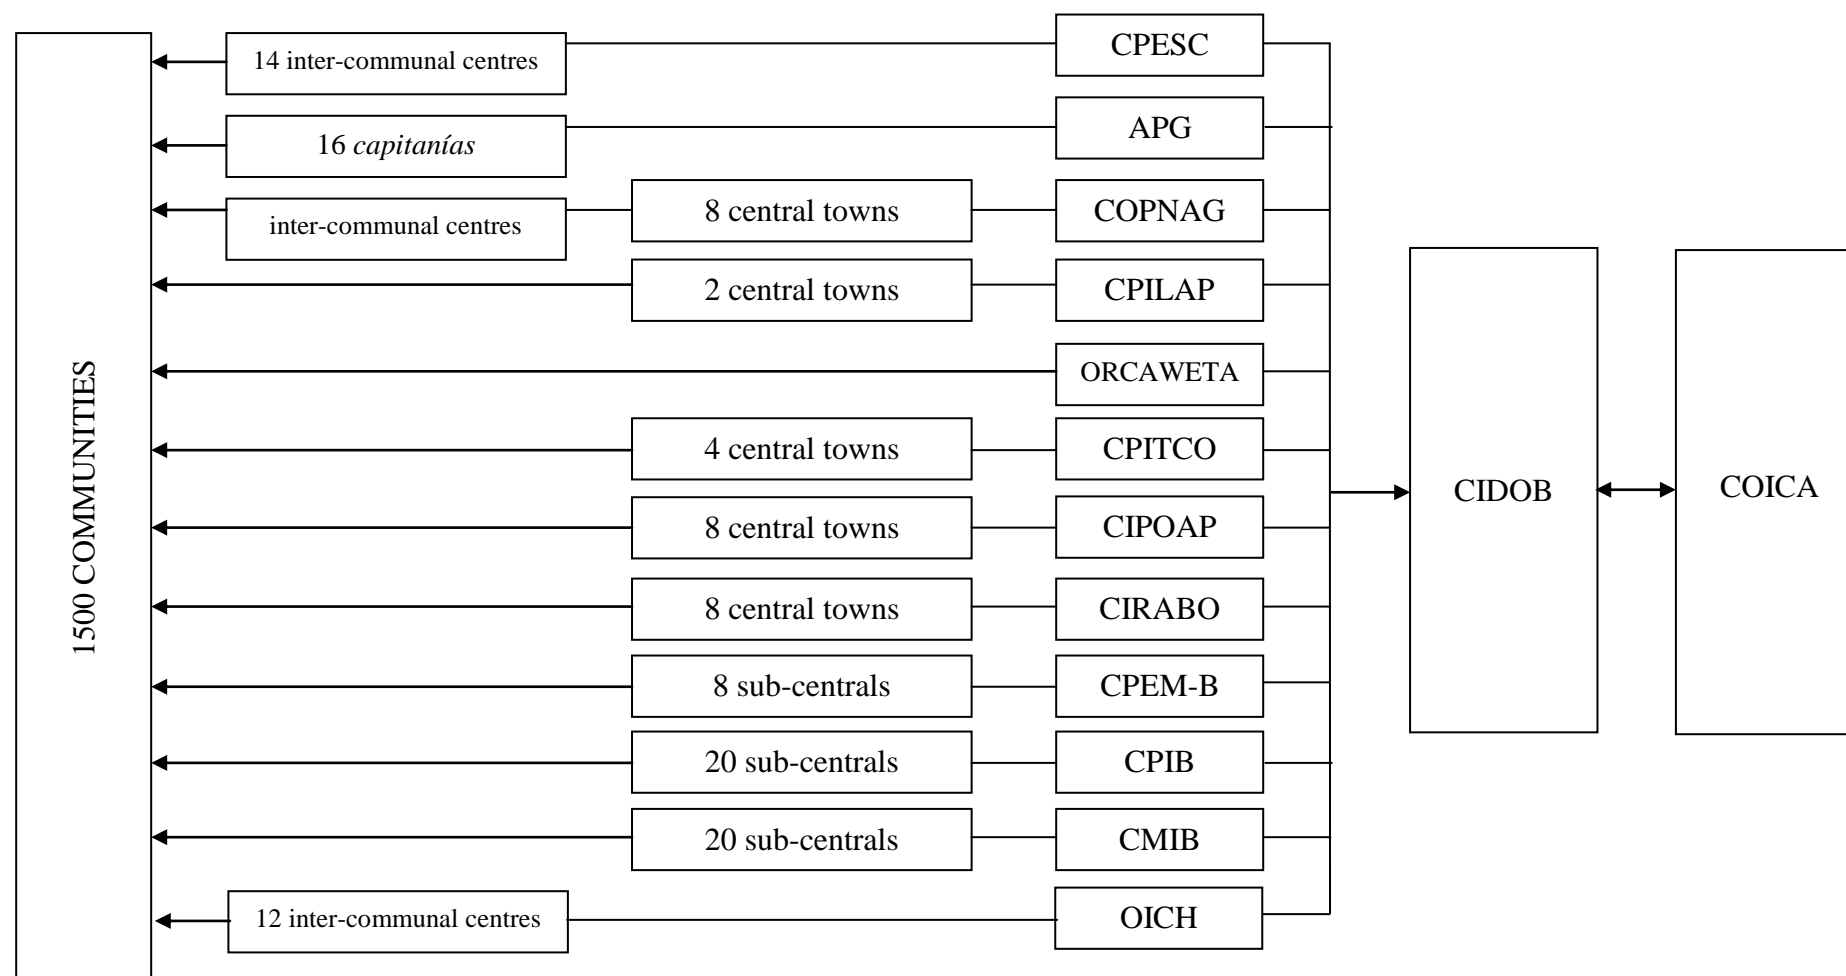 CPESC
14 inter-communal centres
APG
16 capitanías
8 central towns
COPNAG
inter-communal centres
2 central towns
CPILAP
ORCAWETA
4 central towns
CPITCO
1500 COMMUNITIES
CIDOB
COICA
8 central towns
CIPOAP
8 central towns
CIRABO
8 sub-centrals
CPEM-B
20 sub-centrals
CPIB
20 sub-centrals
CMIB
12 inter-communal centres
OICH